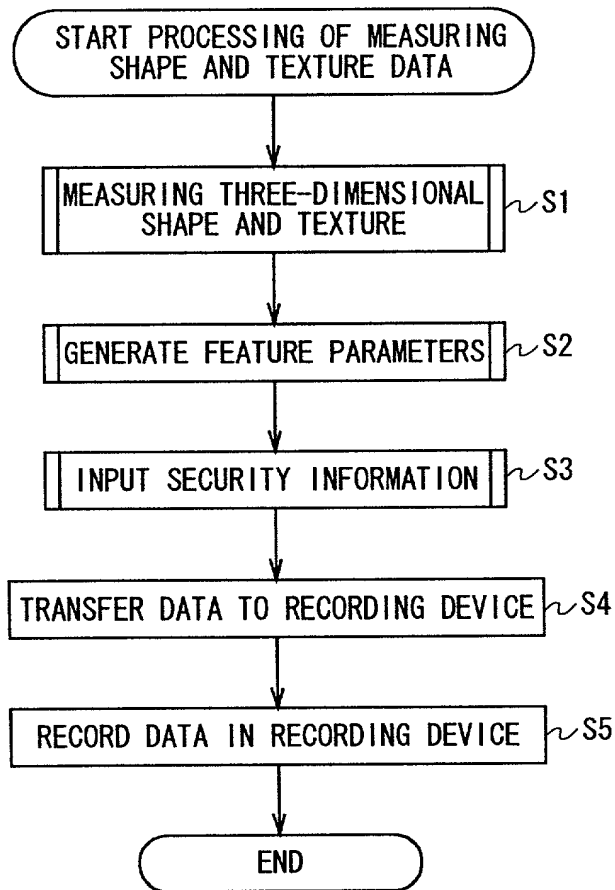 START PROCESSING OF MEASURING
SHAPE AND TEXTURE DATA
MEASURING THREE-DIMENSIONAL
SHAPE AND TEXTURE
S1
GENERATE FEATURE PARAMETERS
S2
INPUT SECURITY INFORMATION
S3
TRANSFER DATA TO RECORDING DEVICE
S4
RECORD DATA IN RECORDING DEVICE
S5
END